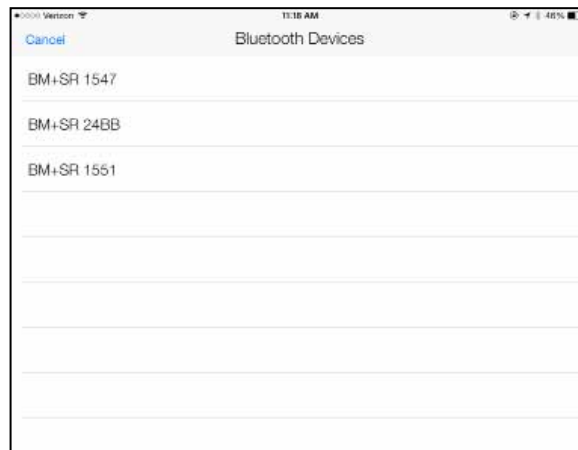 Verizon 11:18 AM 46%
Cancel Bluetooth Devices
BM+SR 1547
BM+SR 24BB
BM+SR 1551